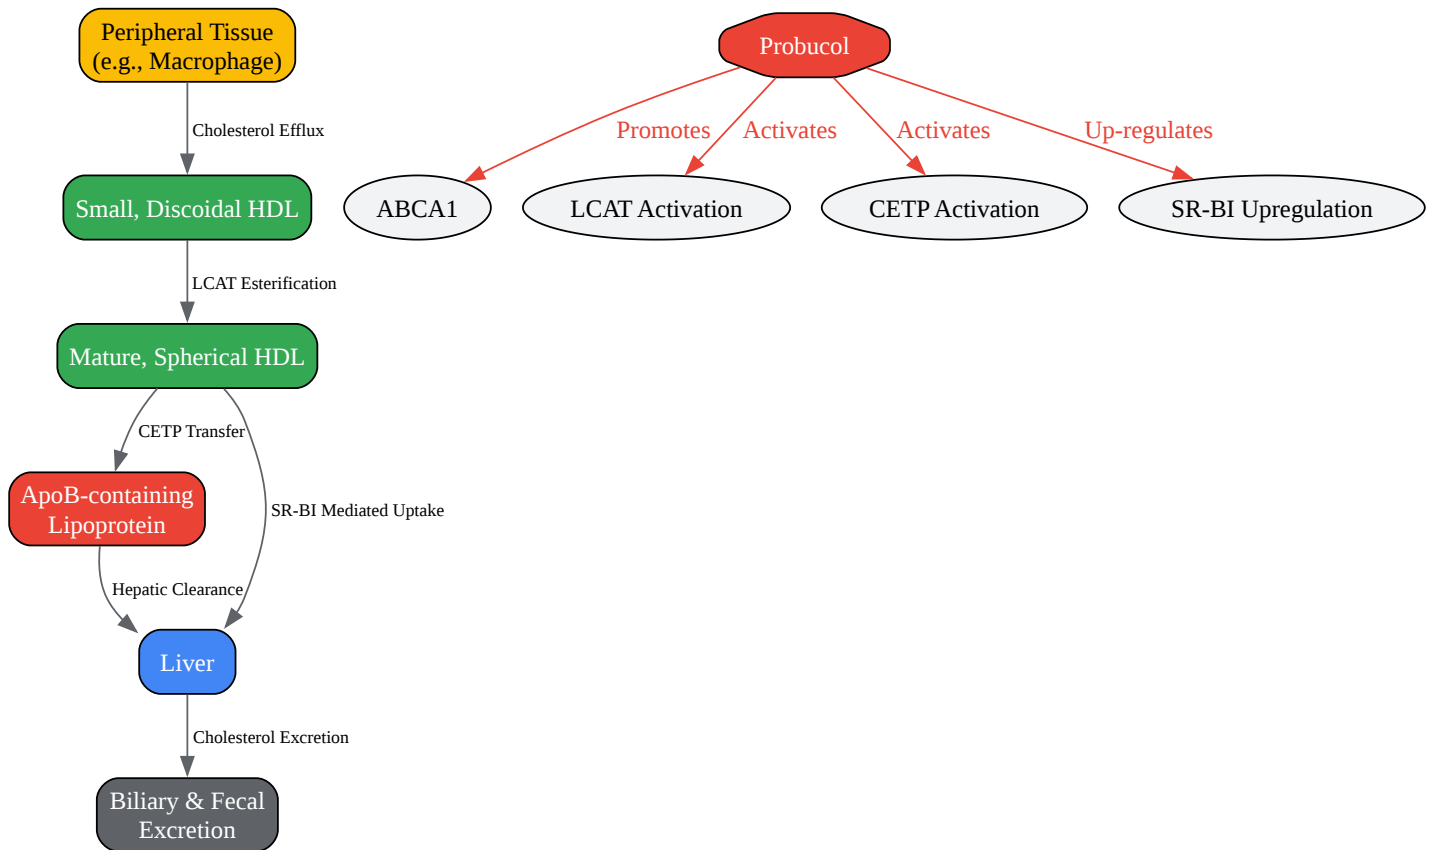 Peripheral Tissue
(e.g., Macrophage)
Cholesterol Efflux
Small, Discoidal HDL
LCAT Esterification
Mature, Spherical HDL
CETP Transfer
ApoB-containing
Lipoprotein
SR-BI Mediated Uptake
Hepatic Clearance
Liver
Cholesterol Excretion
Biliary & Fecal
Excretion
Probucol
Promotes
Activates
Activates
Up-regulates
ABCA1
LCAT Activation
CETP Activation
SR-BI Upregulation